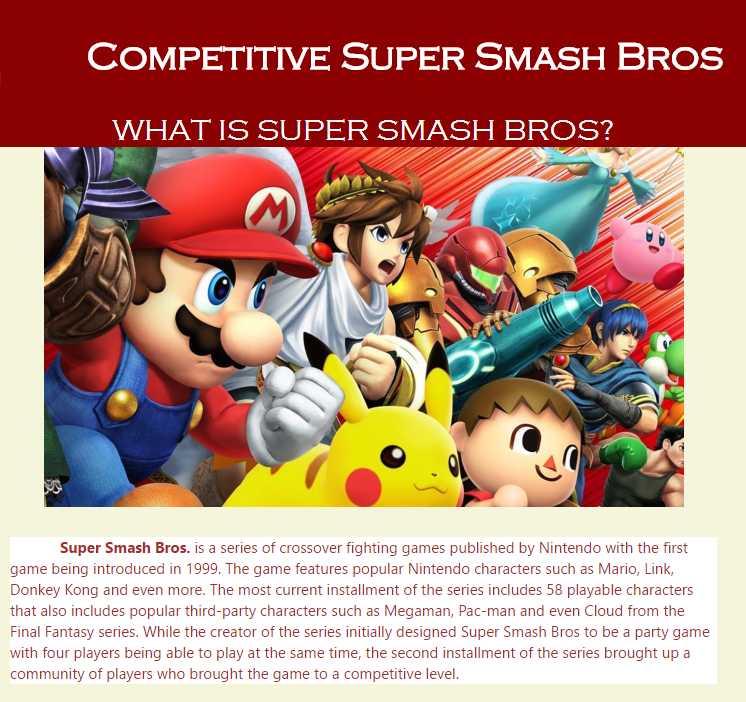 Competitive Super Smash Bros
WHAT IS SUPER SMASH BROS?
M
Super Smash Bros. is a series of crossover fighting games published by Nintendo with the first
game being introduced in 1999. The game features popular Nintendo characters such as Mario, Link,
Donkey Kong and even more. The most current installment of the series includes 58 playable characters
that also includes popular third-party characters such as Megaman, Pac-man and even Cloud from the
Final Fantasy series. While the creator of the series initially designed Super Smash Bros to be a party game
with four players being able to play at the same time, the second installment of the series brought up a
community of players who brought the game to a competitive level.